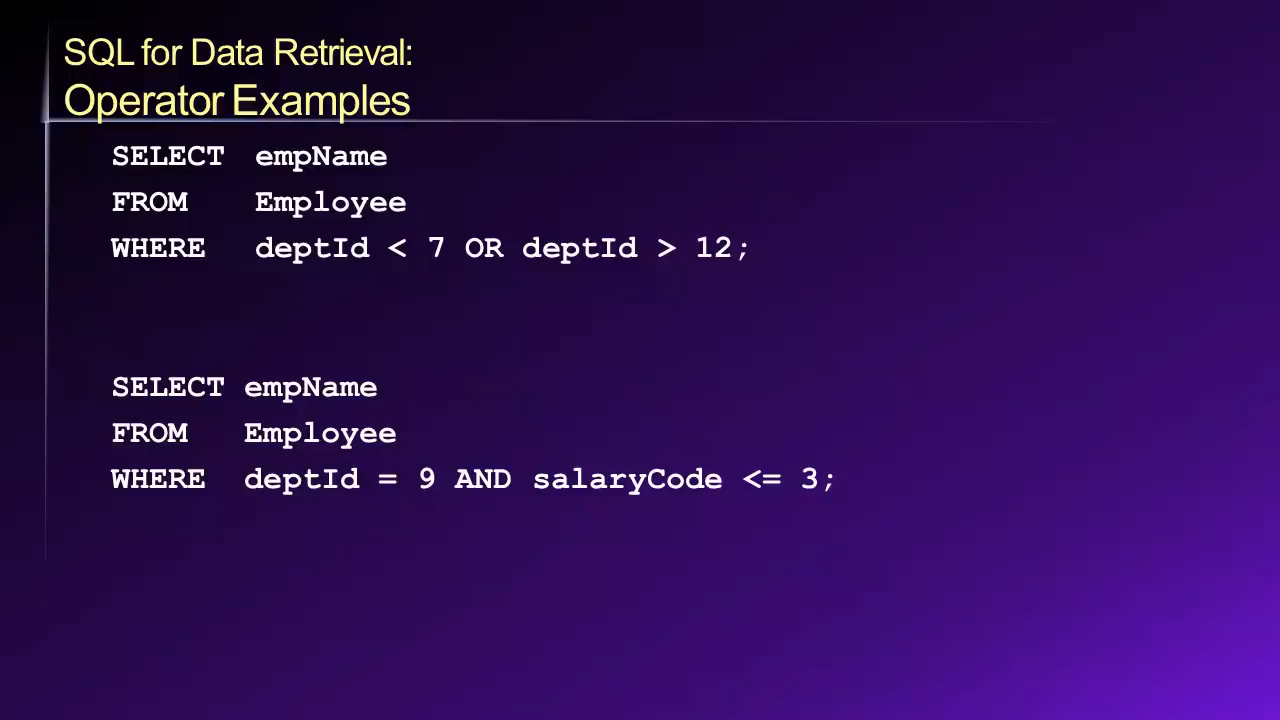 SQL for Data Retrieval:
Operator Examples
SELECT empName
FROM Employee
WHERE deptId < 7 OR deptId > 12;
SELECT empName
FROM Employee
WHERE deptId = 9 AND salaryCode <= 3;